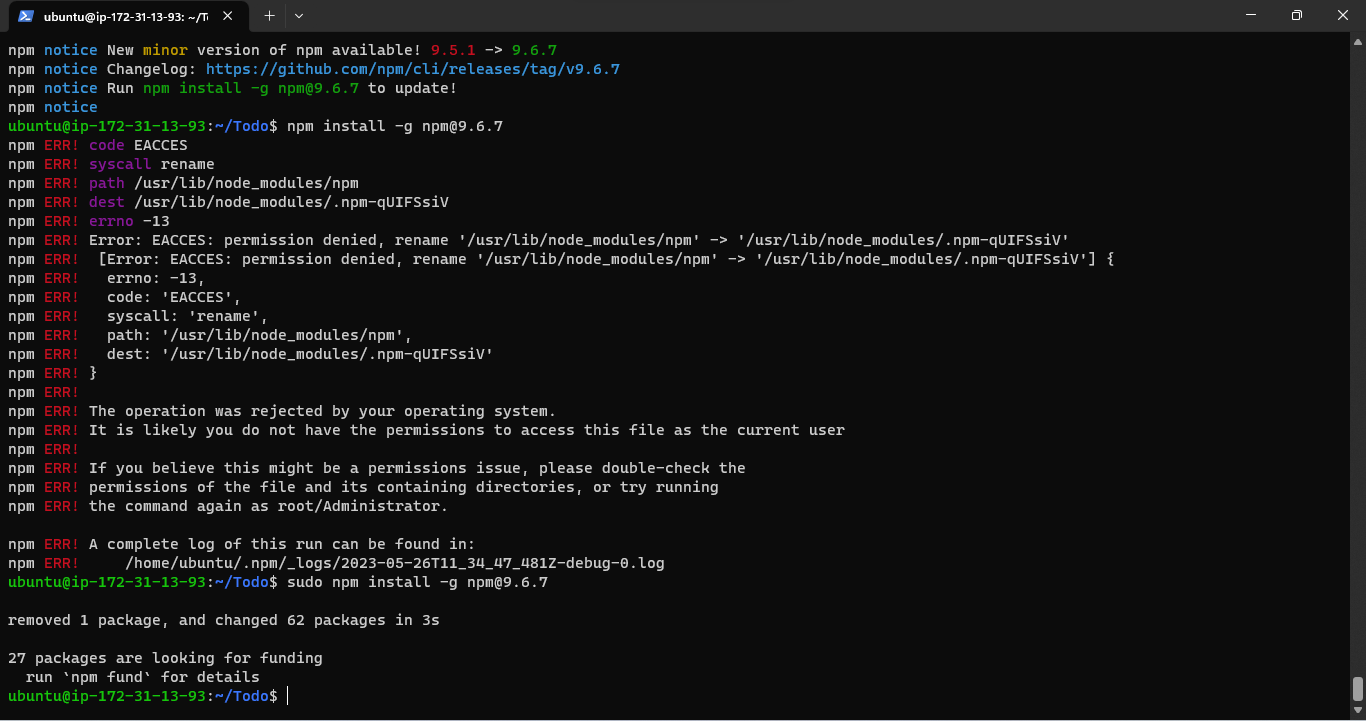 ubuntu@ip-172-31-13-93: ~/T
npm notice New minor version of npm available! 9.5.1 -> 9.6.7
npm notice Changelog: https://github.com/npm/cli/releases/tag/v9.6.7
npm notice Run npm install -g npm@9.6.7 to update!
npm notice
ubuntu@ip-172-31-13-93:~/Todo$ npm install -g npm@9.6.7
npm ERR! code EACCES
npm ERR! syscall rename
npm ERR! path /usr/lib/node_modules/npm
npm ERR! dest /usr/lib/node_modules/.npm-qUIFSsiV
npm ERR! errno -13
npm ERR! Error: EACCES: permission denied, rename '/usr/lib/node_modules/npm' -> '/usr/lib/node_modules/.npm-qUIFSsiV'
npm ERR!  [Error: EACCES: permission denied, rename '/usr/lib/node_modules/npm' -> '/usr/lib/node_modules/.npm-qUIFSsiV'] {
npm ERR!   errno: -13,
npm ERR!   code: 'EACCES',
npm ERR!   syscall: 'rename',
npm ERR!   path: '/usr/lib/node_modules/npm',
npm ERR!   dest: '/usr/lib/node_modules/.npm-qUIFSsiV'
npm ERR! }
npm ERR!
npm ERR! The operation was rejected by your operating system.
npm ERR! It is likely you do not have the permissions to access this file as the current user
npm ERR!
npm ERR! If you believe this might be a permissions issue, please double-check the
npm ERR! permissions of the file and its containing directories, or try running
npm ERR! the command again as root/Administrator.
npm ERR! A complete log of this run can be found in:
npm ERR!     /home/ubuntu/.npm/_logs/2023-05-26T11_34_47_481Z-debug-0.log
ubuntu@ip-172-31-13-93:~/Todo$ sudo npm install -g npm@9.6.7
removed 1 package, and changed 62 packages in 3s
27 packages are looking for funding
  run `npm fund` for details
ubuntu@ip-172-31-13-93:~/Todo$